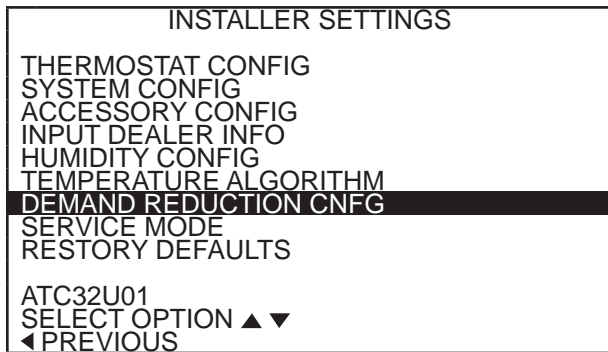 INSTALLER SETTINGS
THERMOSTAT CONFIG
SYSTEM CONFIG
ACCESSORY CONFIG
INPUT DEALER INFO
HUMIDITY CONFIG
TEMPERATURE ALGORITHM
DEMAND REDUCTION CNFG
SERVICE MODE
RESTORY DEFAULTS
ATC32U01
SELECT OPTION ▲ ▼
◀ PREVIOUS